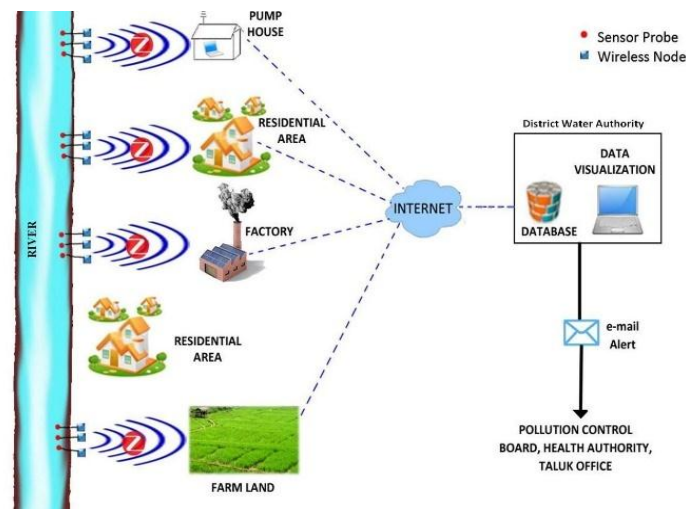 PUMP
HOUSE
Sensor Probe
Wireless Node
RESIDENTIAL
AREA
District Water Authority
DATA
VISUALIZATION
DATABASE
INTERNET
RIVER
FACTORY
RESIDENTIAL
AREA
e-mail
Alert
POLLUTION CONTROL
BOARD, HEALTH AUTHORITY,
TALUK OFFICE
FARM LAND
Z
Z
Z
Z